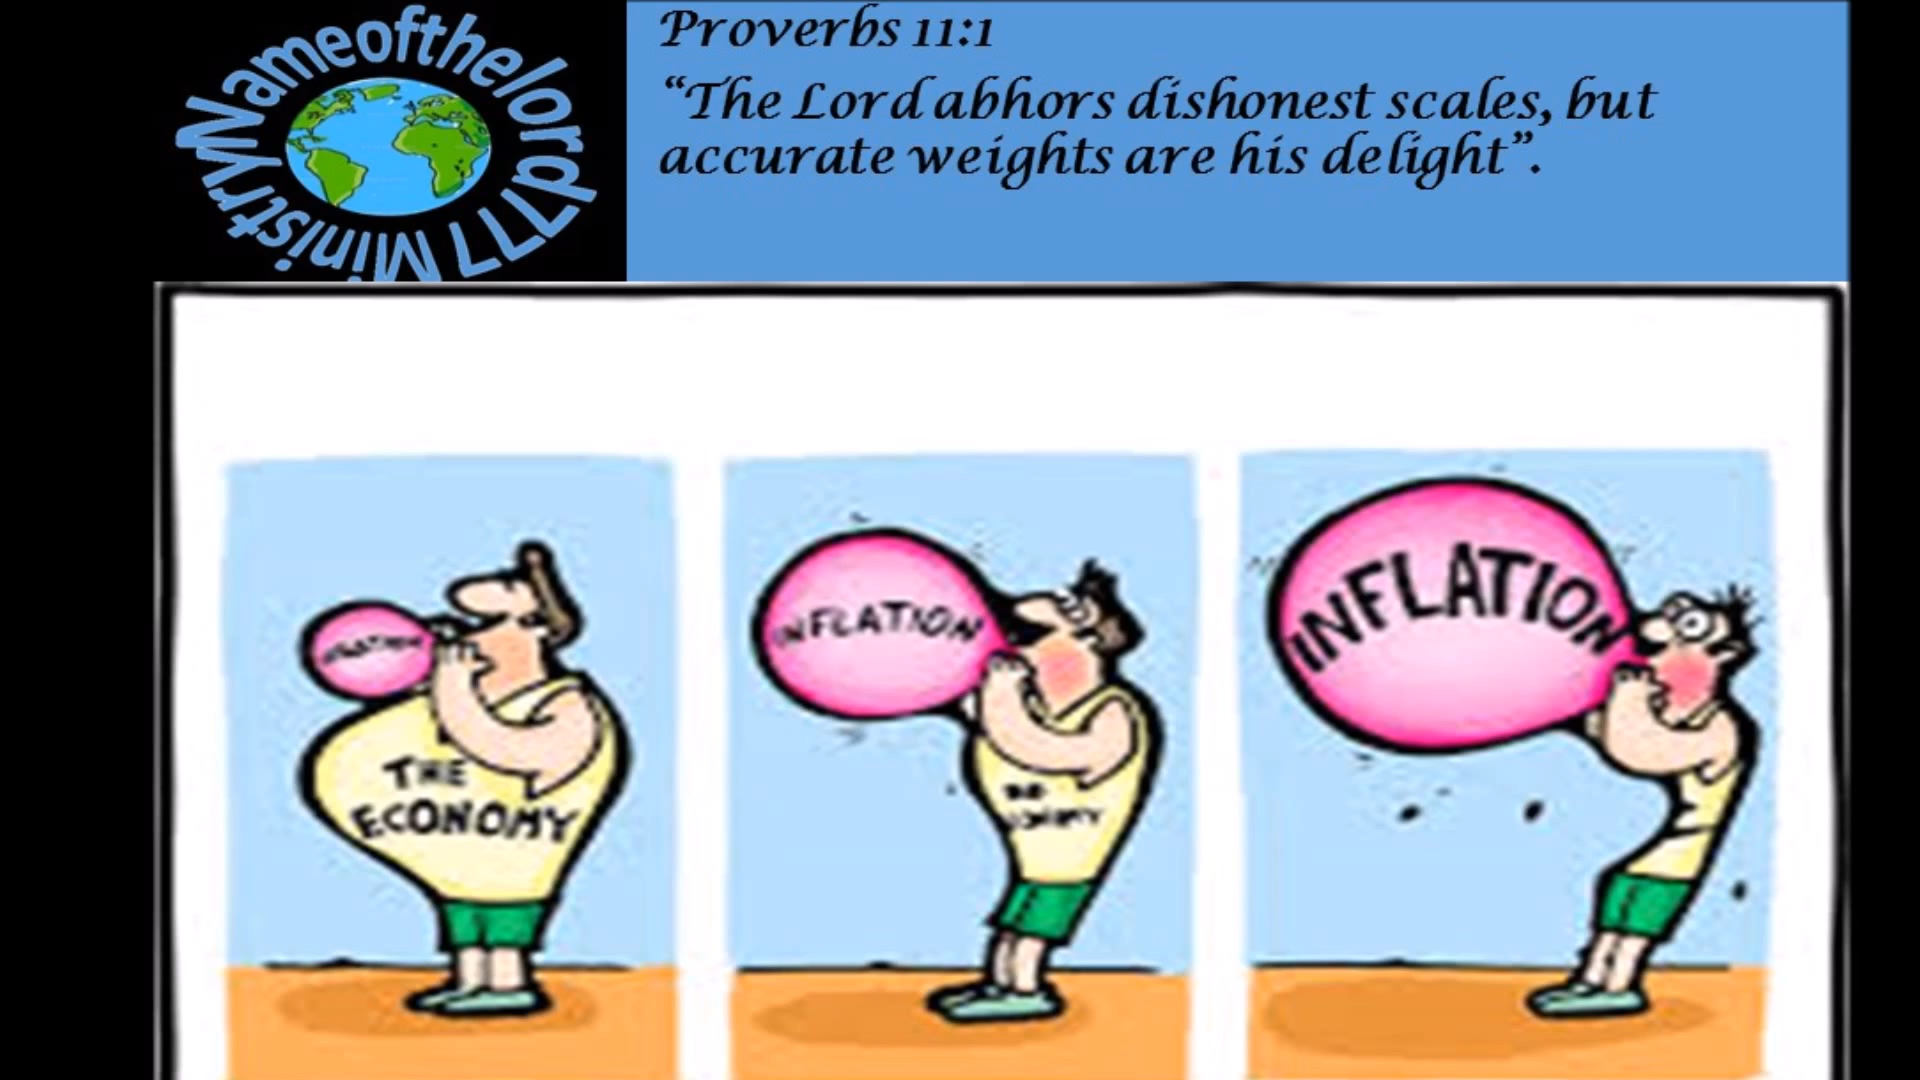 Nameofthelord777 Ministry
Proverbs 11:1
“The Lord abhors dishonest scales, but
accurate weights are his delight”.
THE
ECONOMY
INFLATION
INFLATION